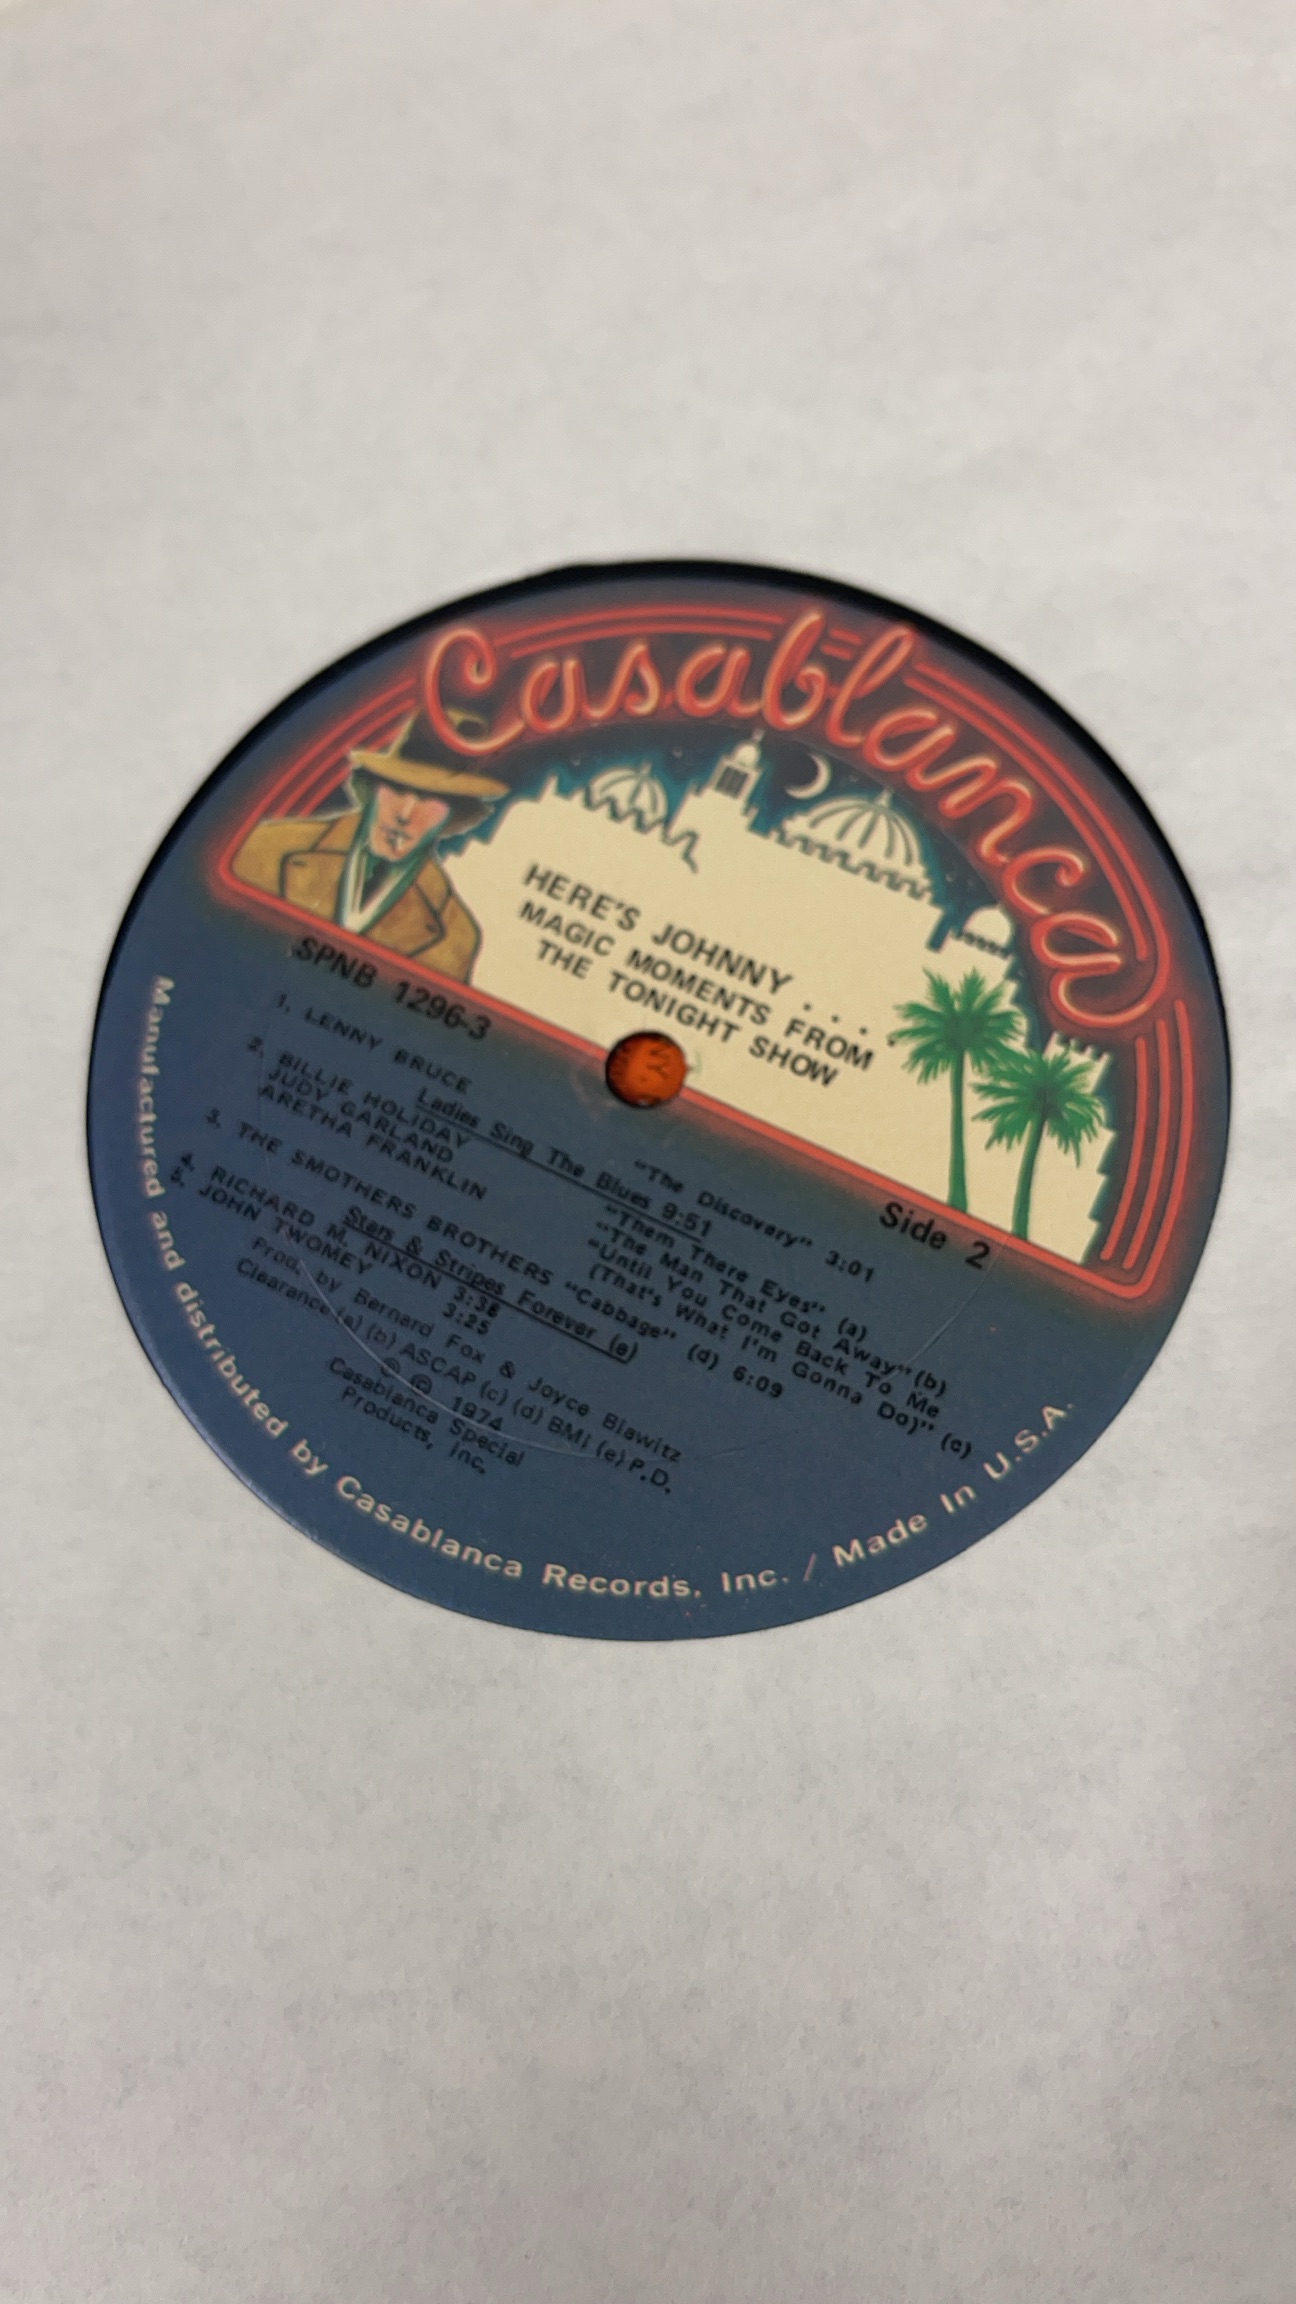 Casablanca
HERE'S JOHNNY . . . .
MAGIC MOMENTS FROM
THE TONIGHT SHOW
SPNB 1296-3
Side 2
1. LENNY BRUCE "The Discovery" 3:01
Ladies Sing The Blues 9:51
2. BILLIE HOLIDAY "Them There Eyes" (a)
JUDY GARLAND "The Man That Got Away" (b)
ARETHA FRANKLIN "Until You Come Back To Me
(That's What I'm Gonna Do)" (c)
3. THE SMOTHERS BROTHERS "Cabbage" (d) 6:09
Stars & Stripes Forever (e)
4. RICHARD M. NIXON 3:38
5. JOHN TWOMEY 3:25
Prod. by Bernard Fox & Joyce Biawitz
Clearance (a) (b) ASCAP (c) (d) BMI (e) P.D.
© ℗ 1974
Casablanca Special
Products, Inc.
Manufactured and distributed by Casablanca Records, Inc. / Made In U.S.A.